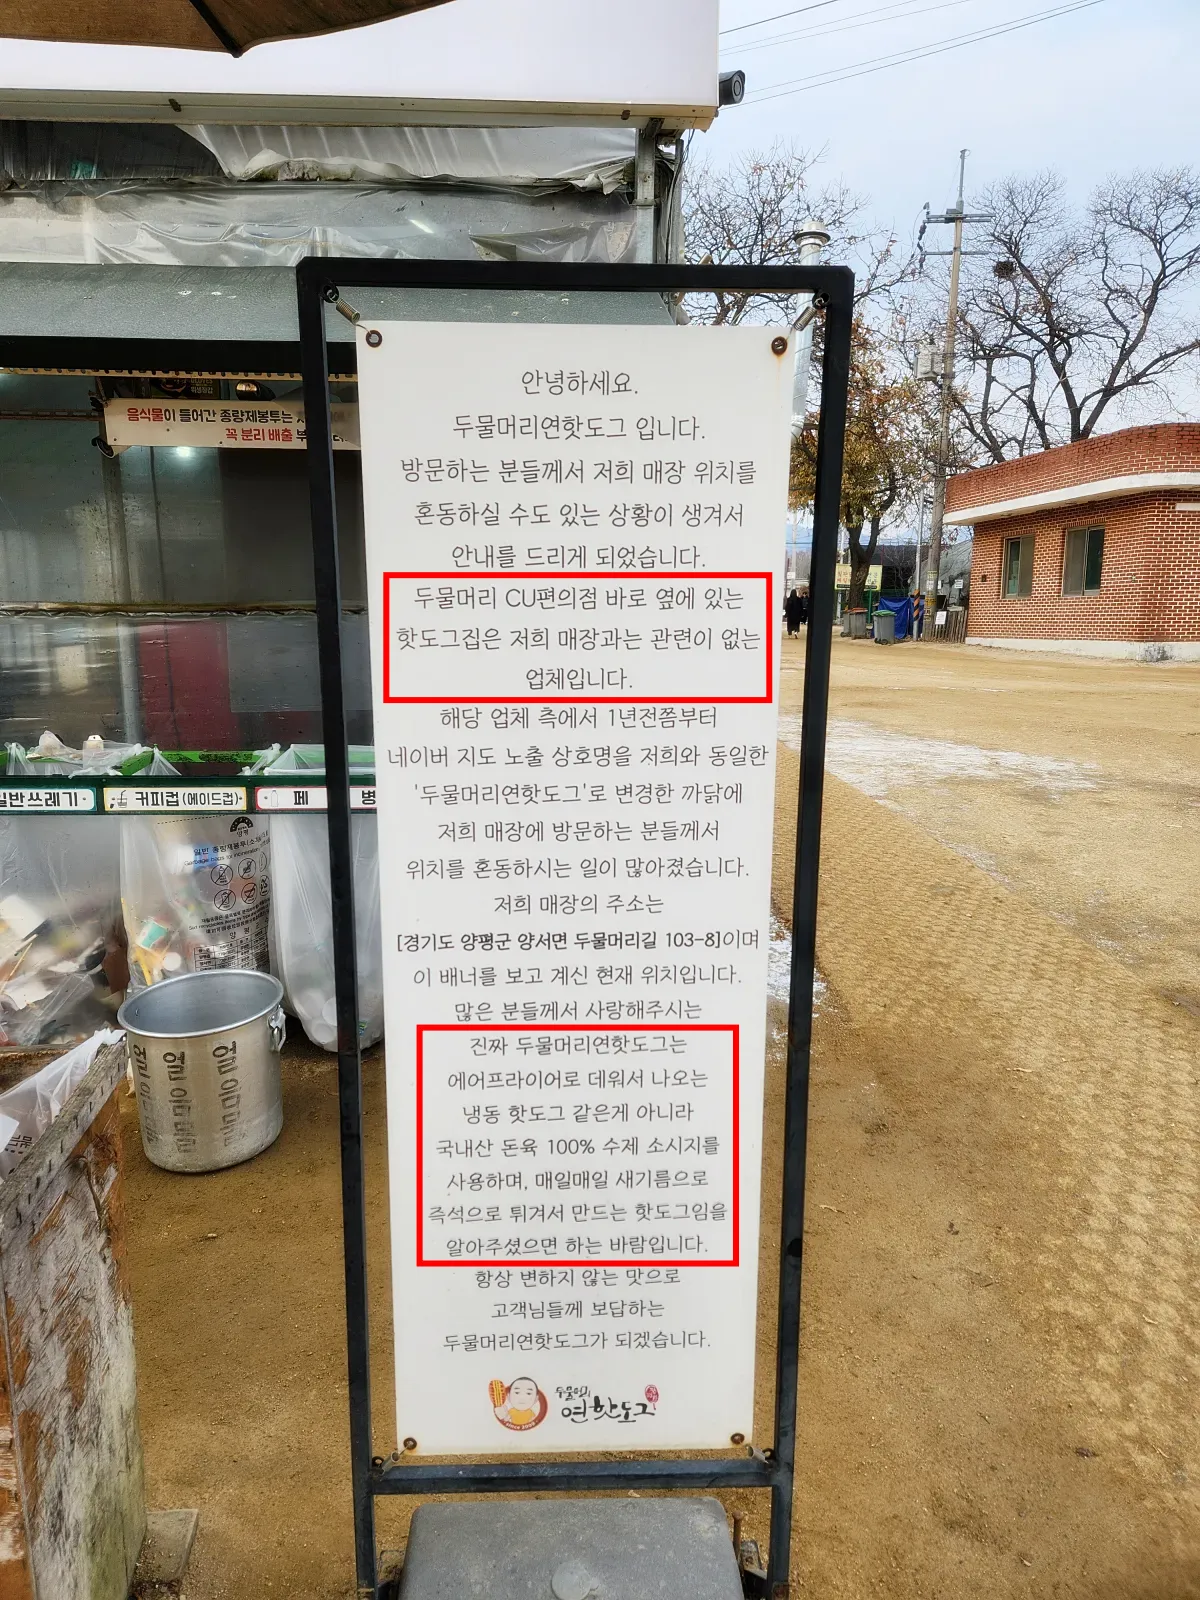 음식물이 들어간 종량제봉투는
꼭 분리 배출
안녕하세요.
두물머리연핫도그 입니다.
방문하는 분들께서 저희 매장 위치를
혼동하실 수도 있는 상황이 생겨서
안내를 드리게 되었습니다.
두물머리 CU편의점 바로 옆에 있는
핫도그집은 저희 매장과는 관련이 없는
업체입니다.
해당 업체 측에서 1년전쯤부터
네이버 지도 노출 상호명을 저희와 동일한
'두물머리연핫도그'로 변경한 까닭에
저희 매장에 방문하는 분들께서
위치를 혼동하시는 일이 많아졌습니다.
저희 매장의 주소는
[경기도 양평군 양서면 두물머리길 103-8]이며
이 배너를 보고 계신 현재 위치입니다.
많은 분들께서 사랑해주시는
진짜 두물머리연핫도그는
에어프라이어로 데워서 나오는
냉동 핫도그 같은게 아니라
국내산 돈육 100% 수제 소시지를
사용하며, 매일매일 새기름으로
즉석으로 튀겨서 만드는 핫도그임을
알아주셨으면 하는 바람입니다.
항상 변하지 않는 맛으로
고객님들께 보답하는
두물머리연핫도그가 되겠습니다.
두물머리
연핫도그
일반쓰레기
커피컵(에이드컵)
페 병
얼음
얼음
얼음